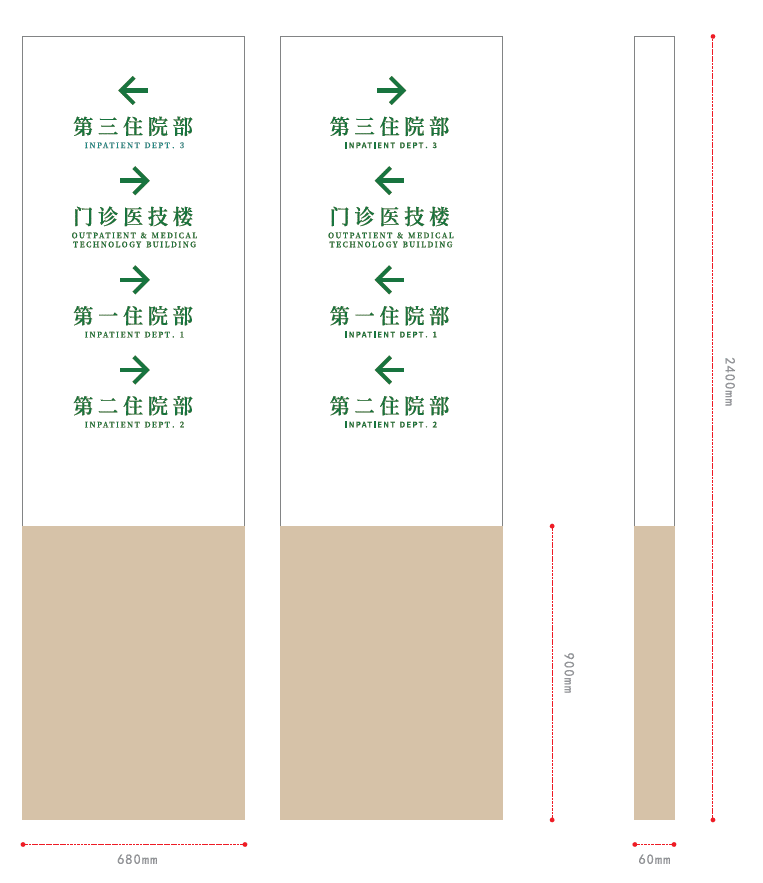 第三住院部
INPATIENT DEPT. 3
门诊医技楼
OUTPATIENT & MEDICAL
TECHNOLOGY BUILDING
第一住院部
INPATIENT DEPT. 1
第二住院部
INPATIENT DEPT. 2
第三住院部
INPATIENT DEPT. 3
门诊医技楼
OUTPATIENT & MEDICAL
TECHNOLOGY BUILDING
第一住院部
INPATIENT DEPT. 1
第二住院部
INPATIENT DEPT. 2
2400mm
900mm
680mm
60mm